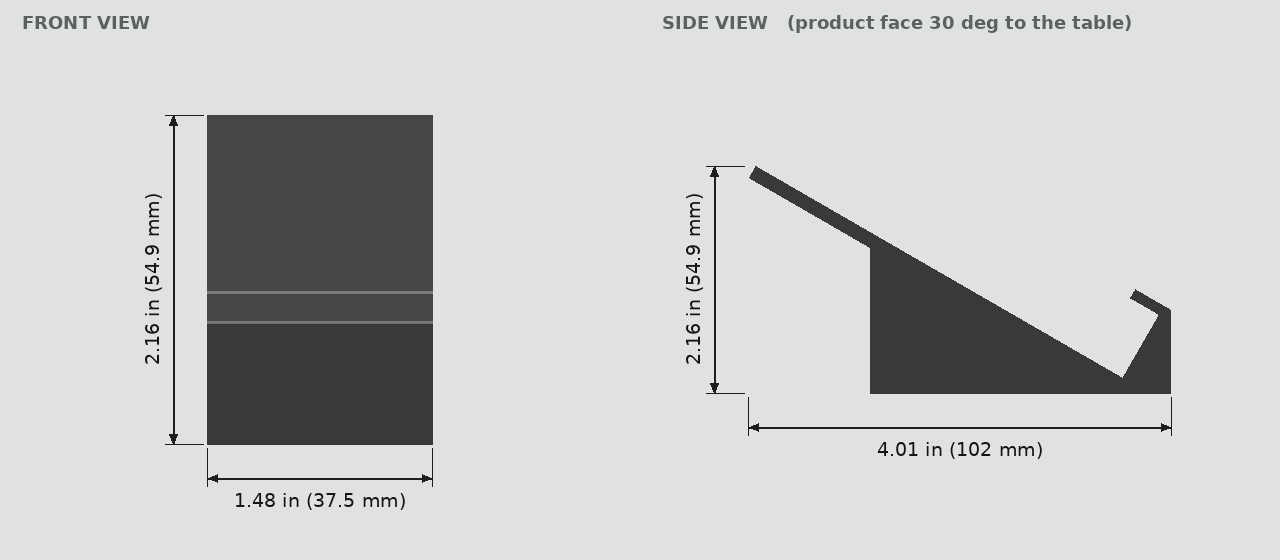 FRONT VIEW
2.16 in (54.9 mm)
1.48 in (37.5 mm)
SIDE VIEW (product face 30 deg to the table)
2.16 in (54.9 mm)
4.01 in (102 mm)